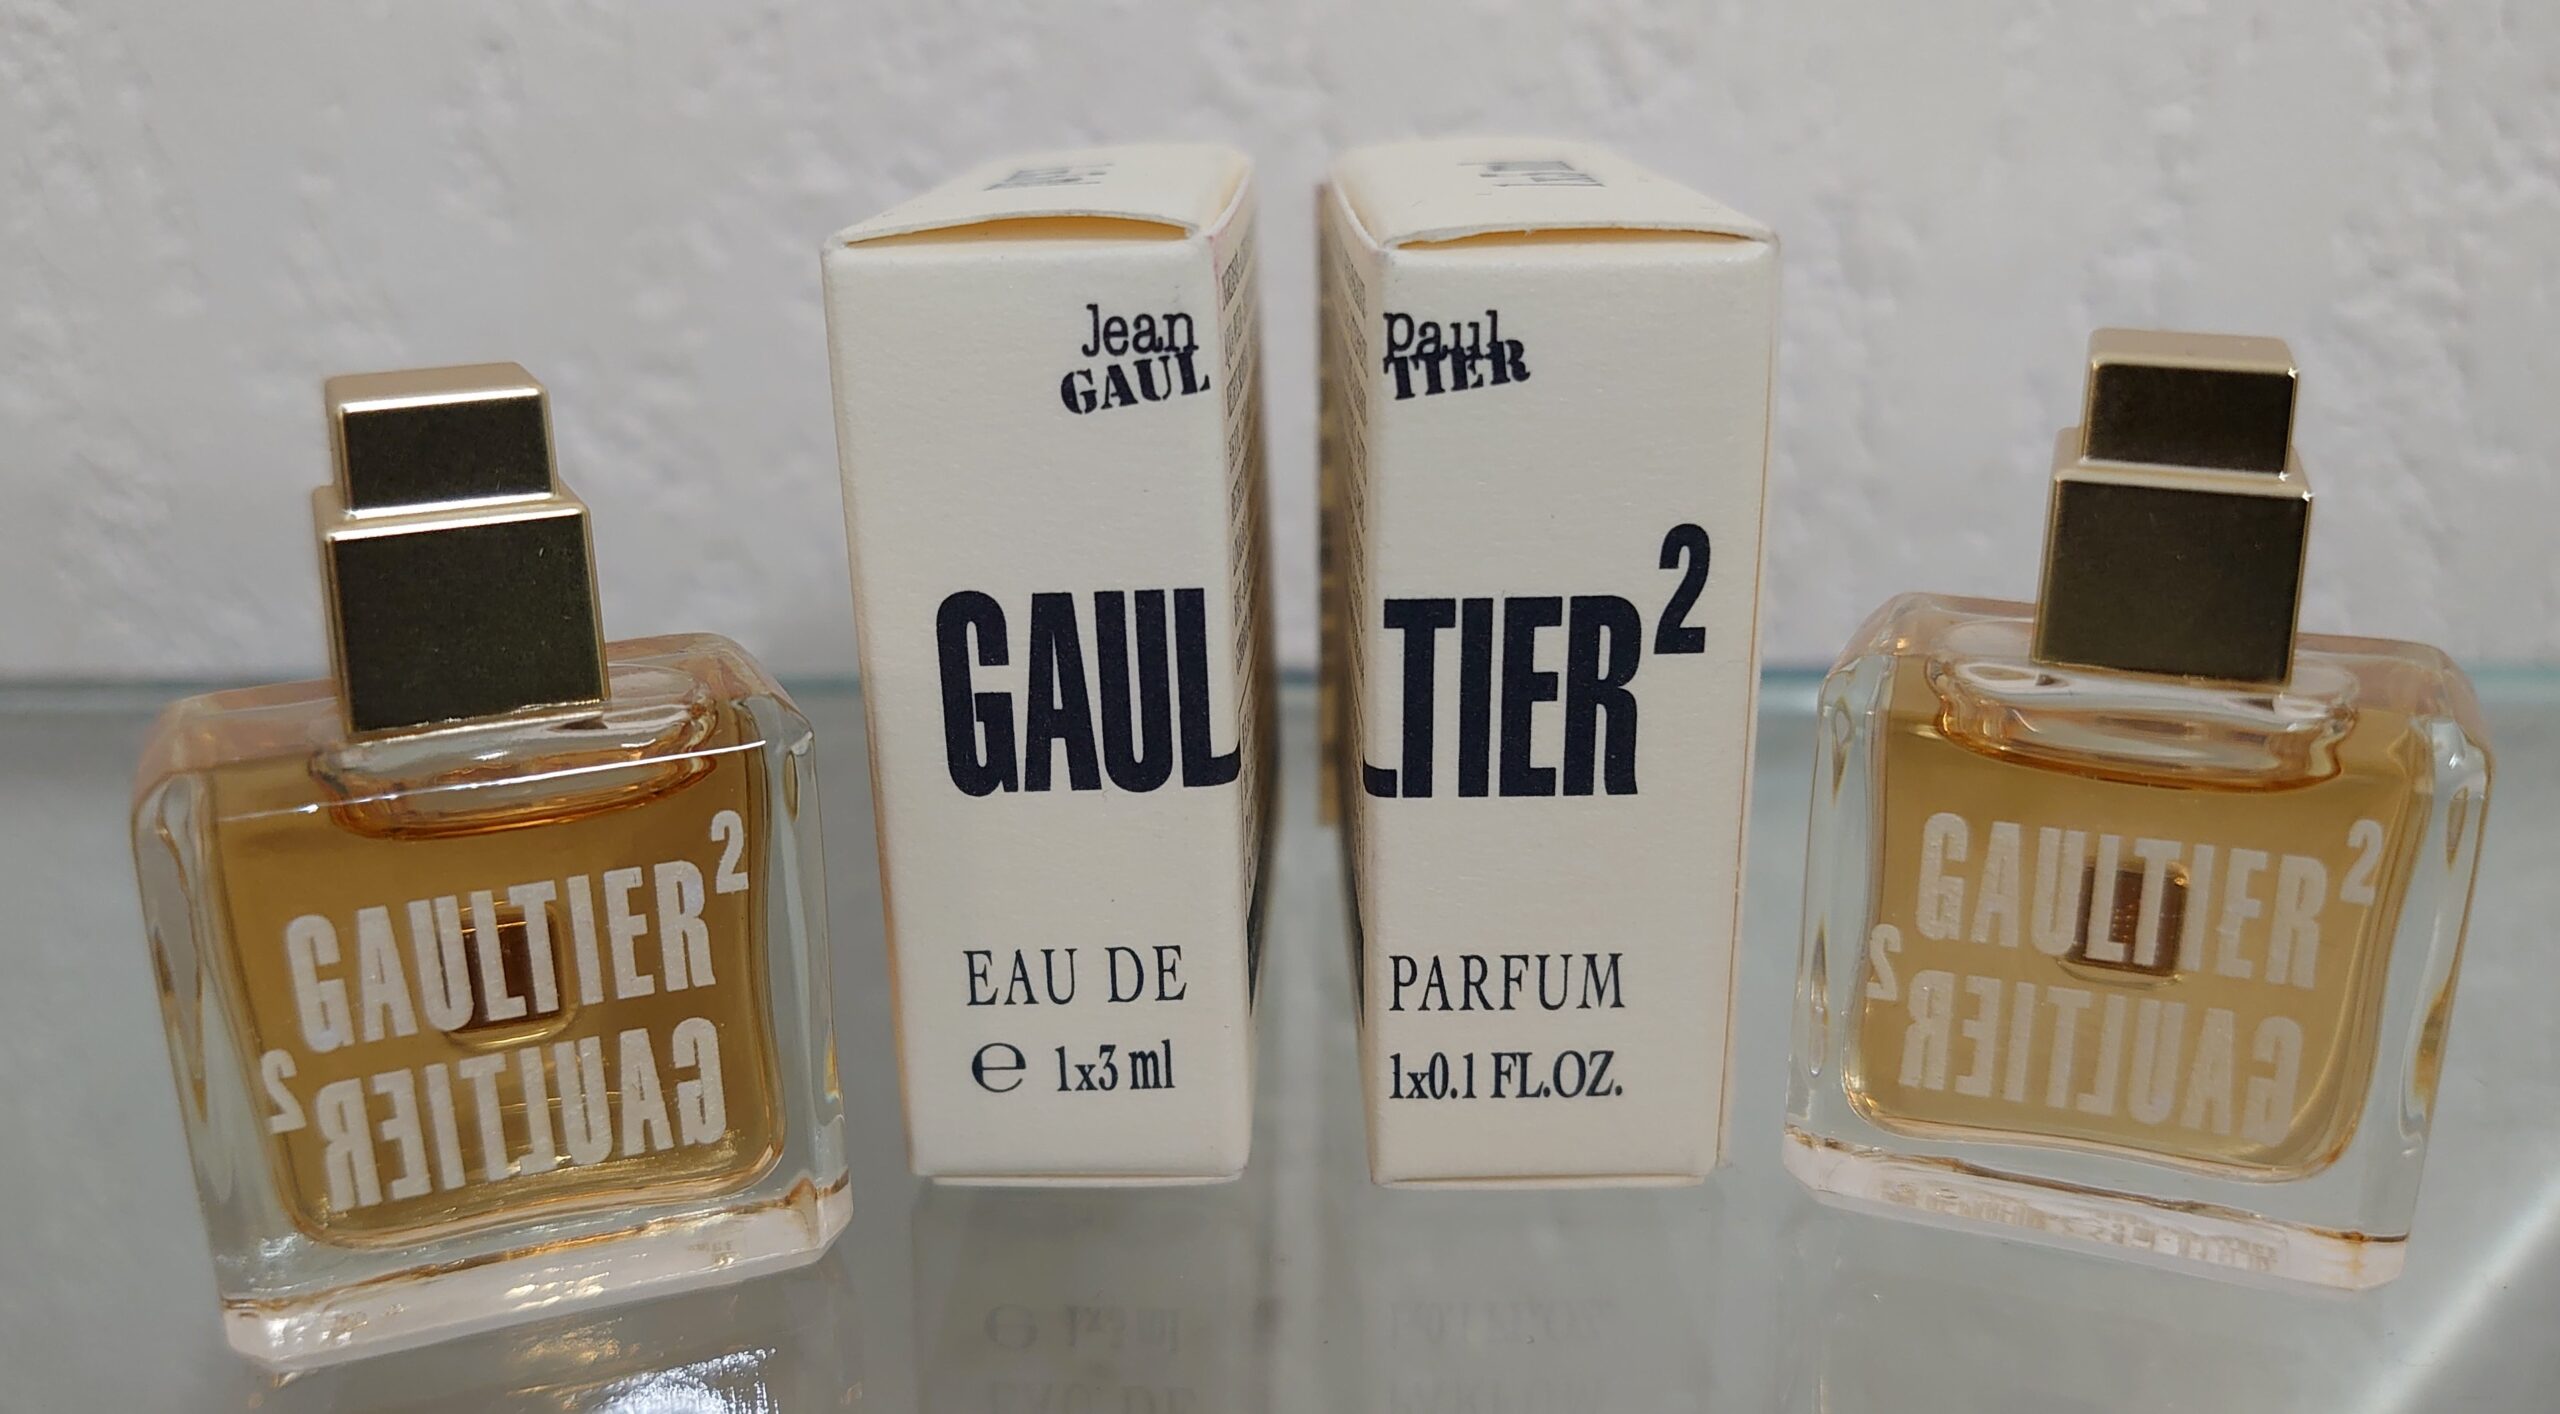 Jean
GAUL
Paul
TIER
GAUL
LTIER²
EAU DE
PARFUM
℮ 1x3 ml
1x0.1 FL.OZ.
GAULTIER²
GAULTIER²
GAULTIER²
GAULTIER²